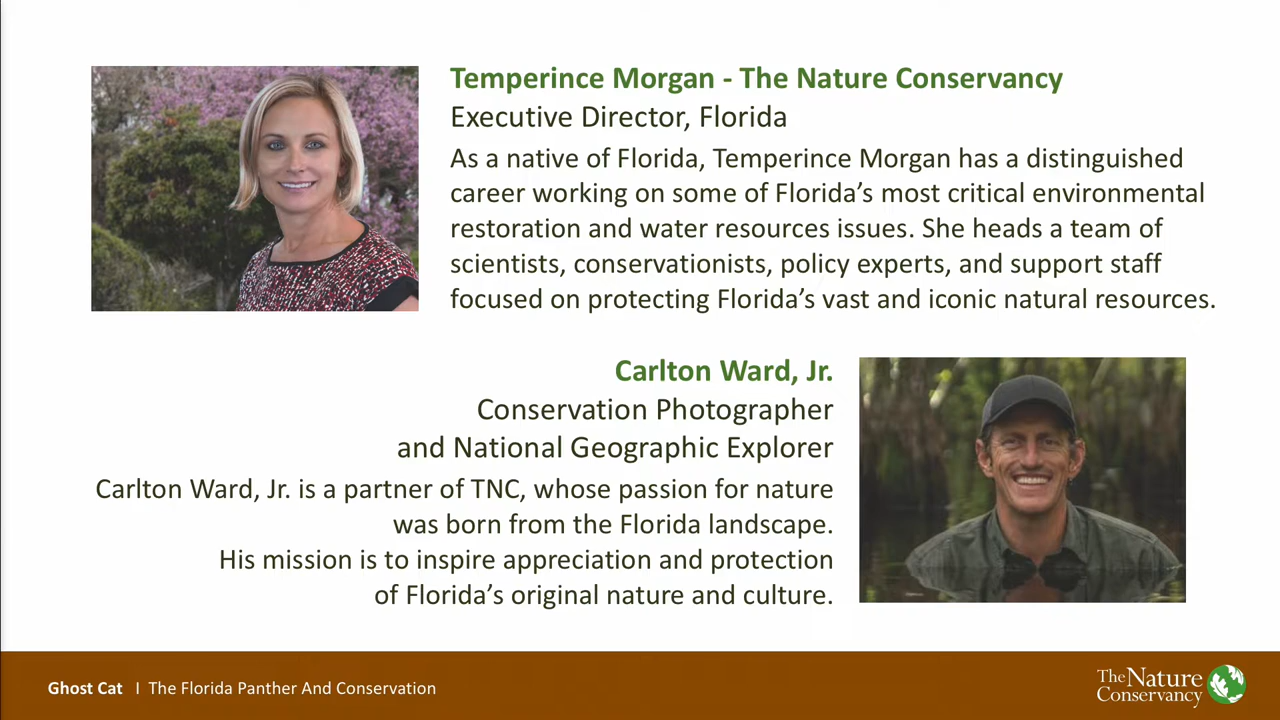 Temperince Morgan - The Nature Conservancy
Executive Director, Florida
As a native of Florida, Temperince Morgan has a distinguished
career working on some of Florida’s most critical environmental
restoration and water resources issues. She heads a team of
scientists, conservationists, policy experts, and support staff
focused on protecting Florida’s vast and iconic natural resources.
Carlton Ward, Jr.
Conservation Photographer
and National Geographic Explorer
Carlton Ward, Jr. is a partner of TNC, whose passion for nature
was born from the Florida landscape.
His mission is to inspire appreciation and protection
of Florida’s original nature and culture.
Ghost Cat I The Florida Panther And Conservation
The Nature
Conservancy